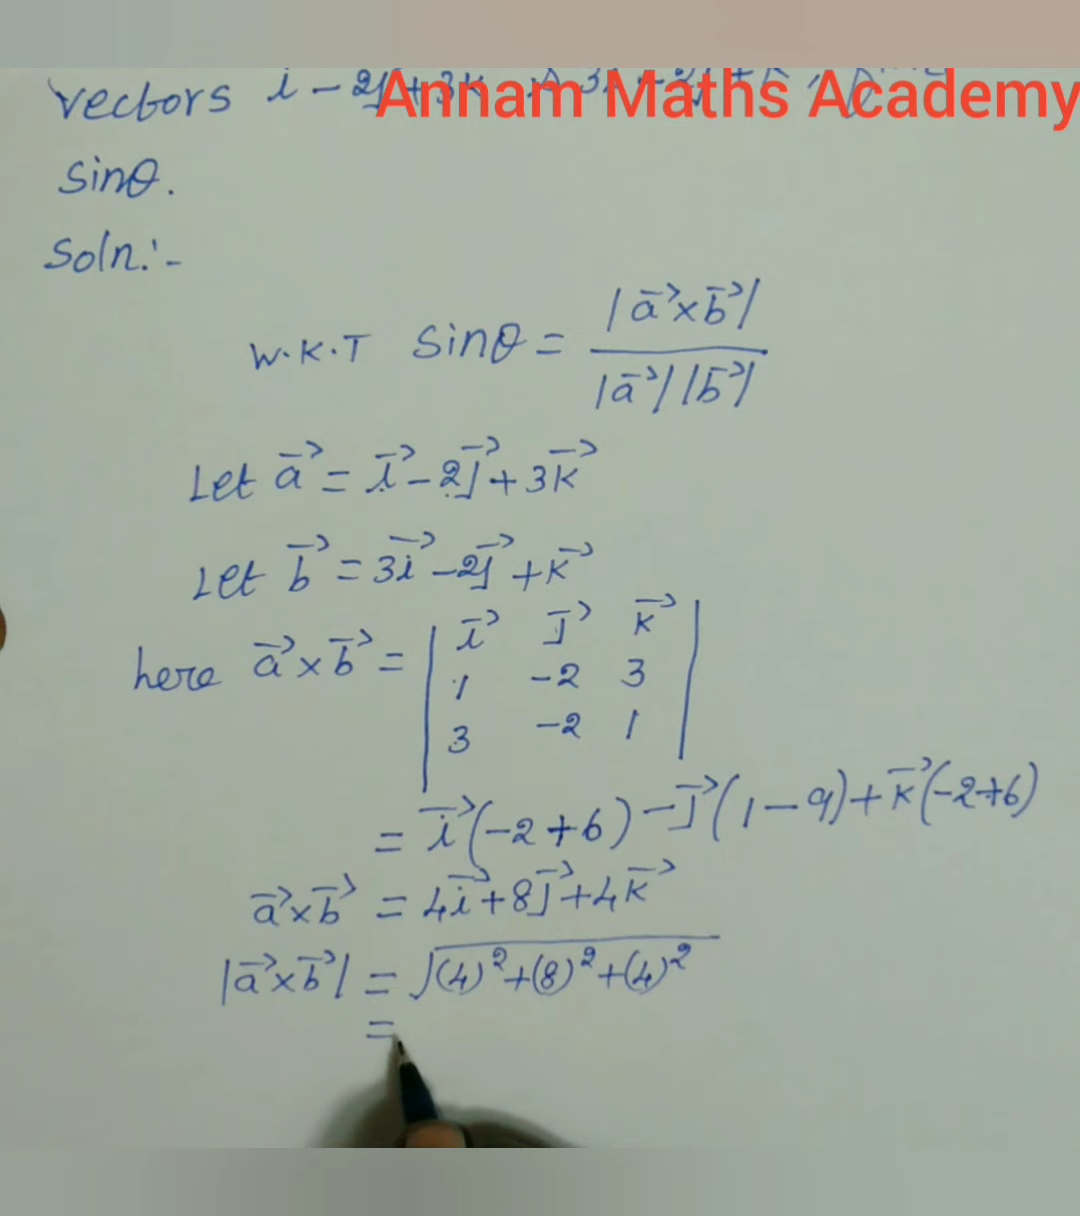 Annam Maths Academy
vectors i - 2j + 3k
sinθ.
Soln:-
W.K.T sinθ = |a⃗×b⃗| / |a⃗| |b⃗|
Let a⃗ = i⃗ - 2j⃗ + 3k⃗
Let b⃗ = 3i⃗ - 2j⃗ + k⃗
here a⃗×b⃗ = | i⃗ j⃗ k⃗ |
1 -2 3
3 -2 1
= i⃗(-2+6) - j⃗(1-9) + k⃗(-2+6)
a⃗×b⃗ = 4i⃗ + 8j⃗ + 4k⃗
|a⃗×b⃗| = √(4)² + (8)² + (4)²
=